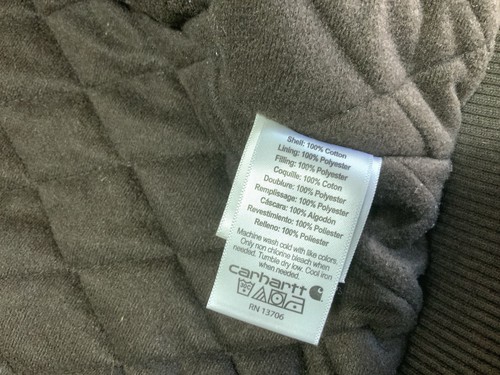 Shell: 100% Cotton
Lining: 100% Polyester
Filling: 100% Polyester
Coquille: 100% Coton
Doublure: 100% Polyester
Remplissage: 100% Polyester
Cáscara: 100% Algodón
Revestimiento: 100% Poliester
Relleno: 100% Poliester
Machine wash cold with like colors.
Only non chlorine bleach when
needed. Tumble dry low. Cool iron
when needed.
carhartt
RN 13706